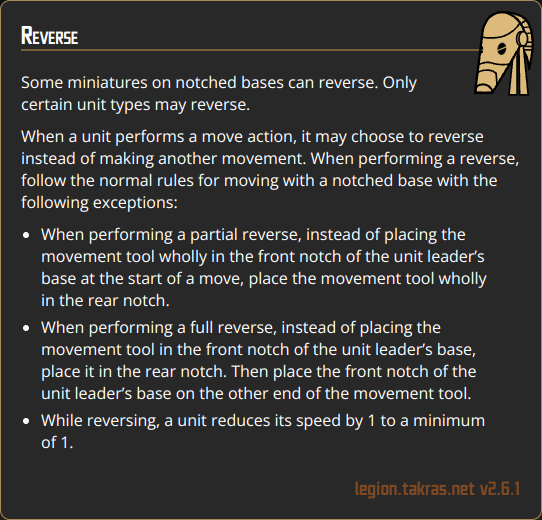 Reverse
Some miniatures on notched bases can reverse. Only
certain unit types may reverse.
When a unit performs a move action, it may choose to reverse
instead of making another movement. When performing a reverse,
follow the normal rules for moving with a notched base with the
following exceptions:
• When performing a partial reverse, instead of placing the
movement tool wholly in the front notch of the unit leader’s
base at the start of a move, place the movement tool wholly
in the rear notch.
• When performing a full reverse, instead of placing the
movement tool in the front notch of the unit leader’s base,
place it in the rear notch. Then place the front notch of the
unit leader’s base on the other end of the movement tool.
• While reversing, a unit reduces its speed by 1 to a minimum
of 1.
legion.takras.net v2.6.1